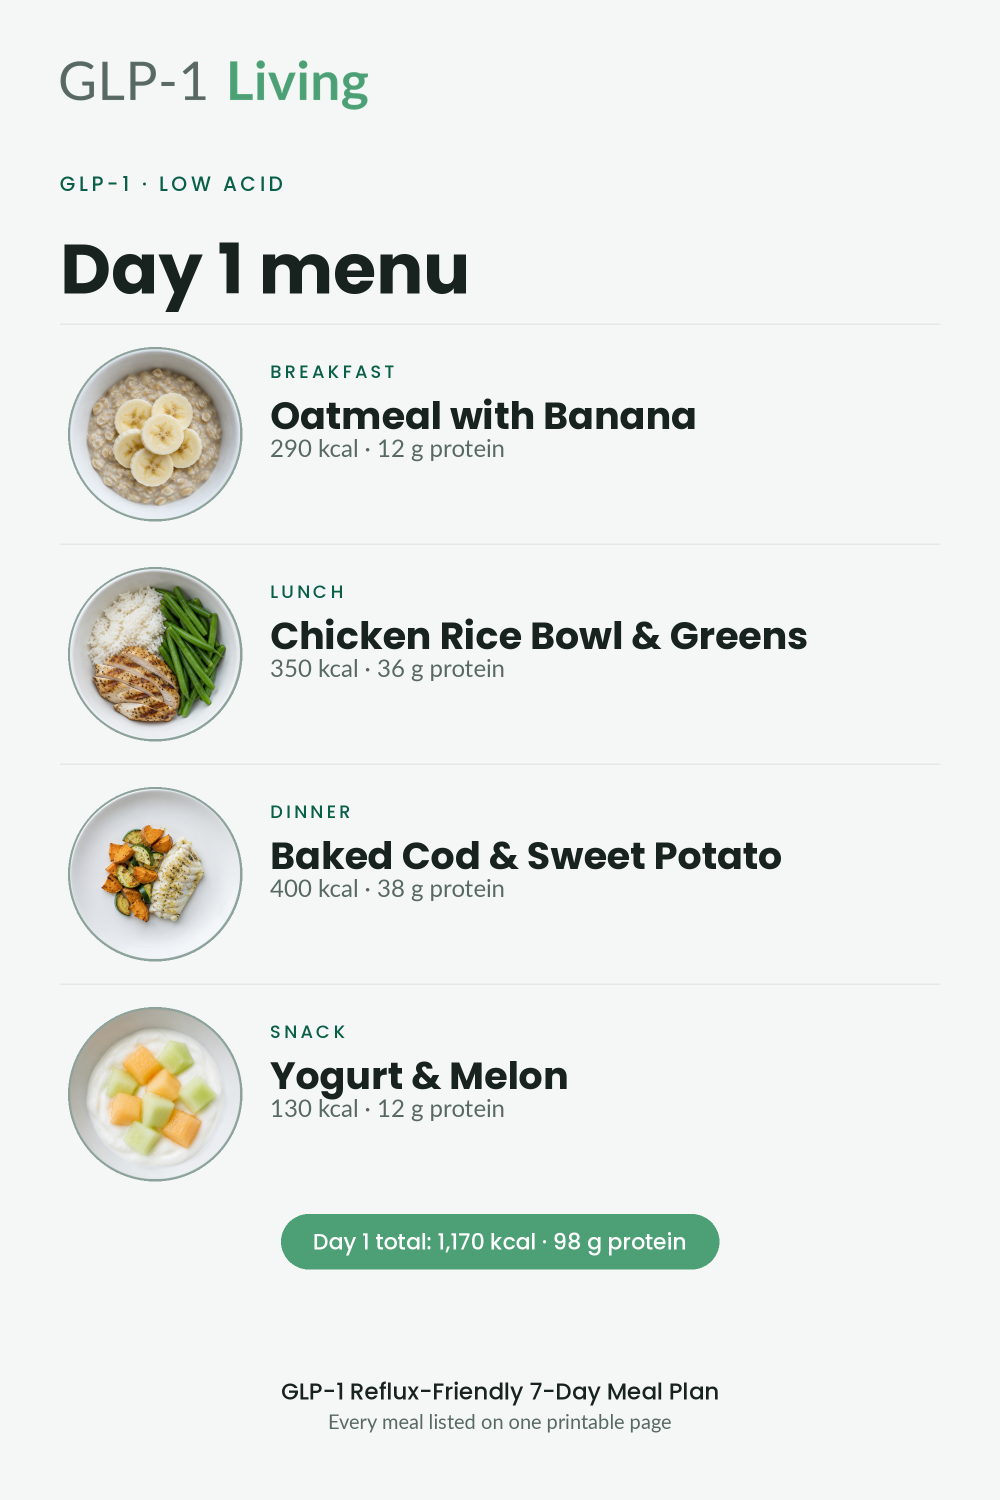 GLP-1 Living
GLP-1 · LOW ACID
Day 1 menu
BREAKFAST
Oatmeal with Banana
290 kcal · 12 g protein
LUNCH
Chicken Rice Bowl & Greens
350 kcal · 36 g protein
DINNER
Baked Cod & Sweet Potato
400 kcal · 38 g protein
SNACK
Yogurt & Melon
130 kcal · 12 g protein
Day 1 total: 1,170 kcal · 98 g protein
GLP-1 Reflux-Friendly 7-Day Meal Plan
Every meal listed on one printable page